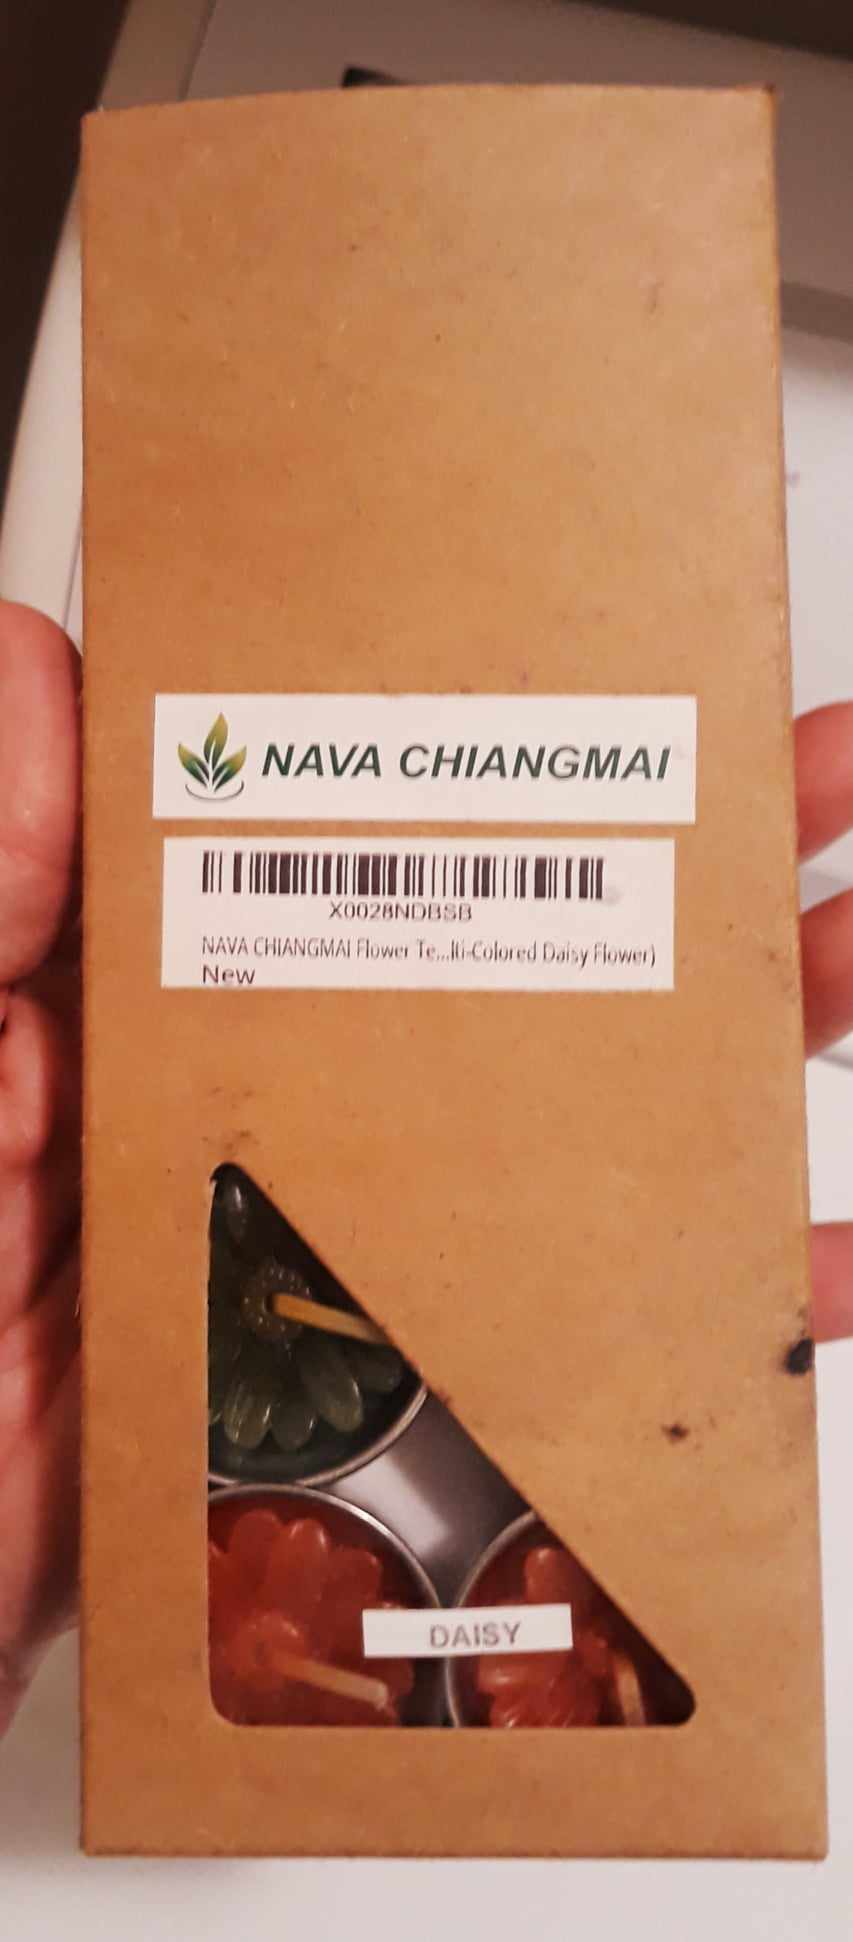 NAVA CHIANGMAI
X0028NDBSB
NAVA CHIANGMAI Flower Te...lti-Colored Daisy Flower)
New
DAISY